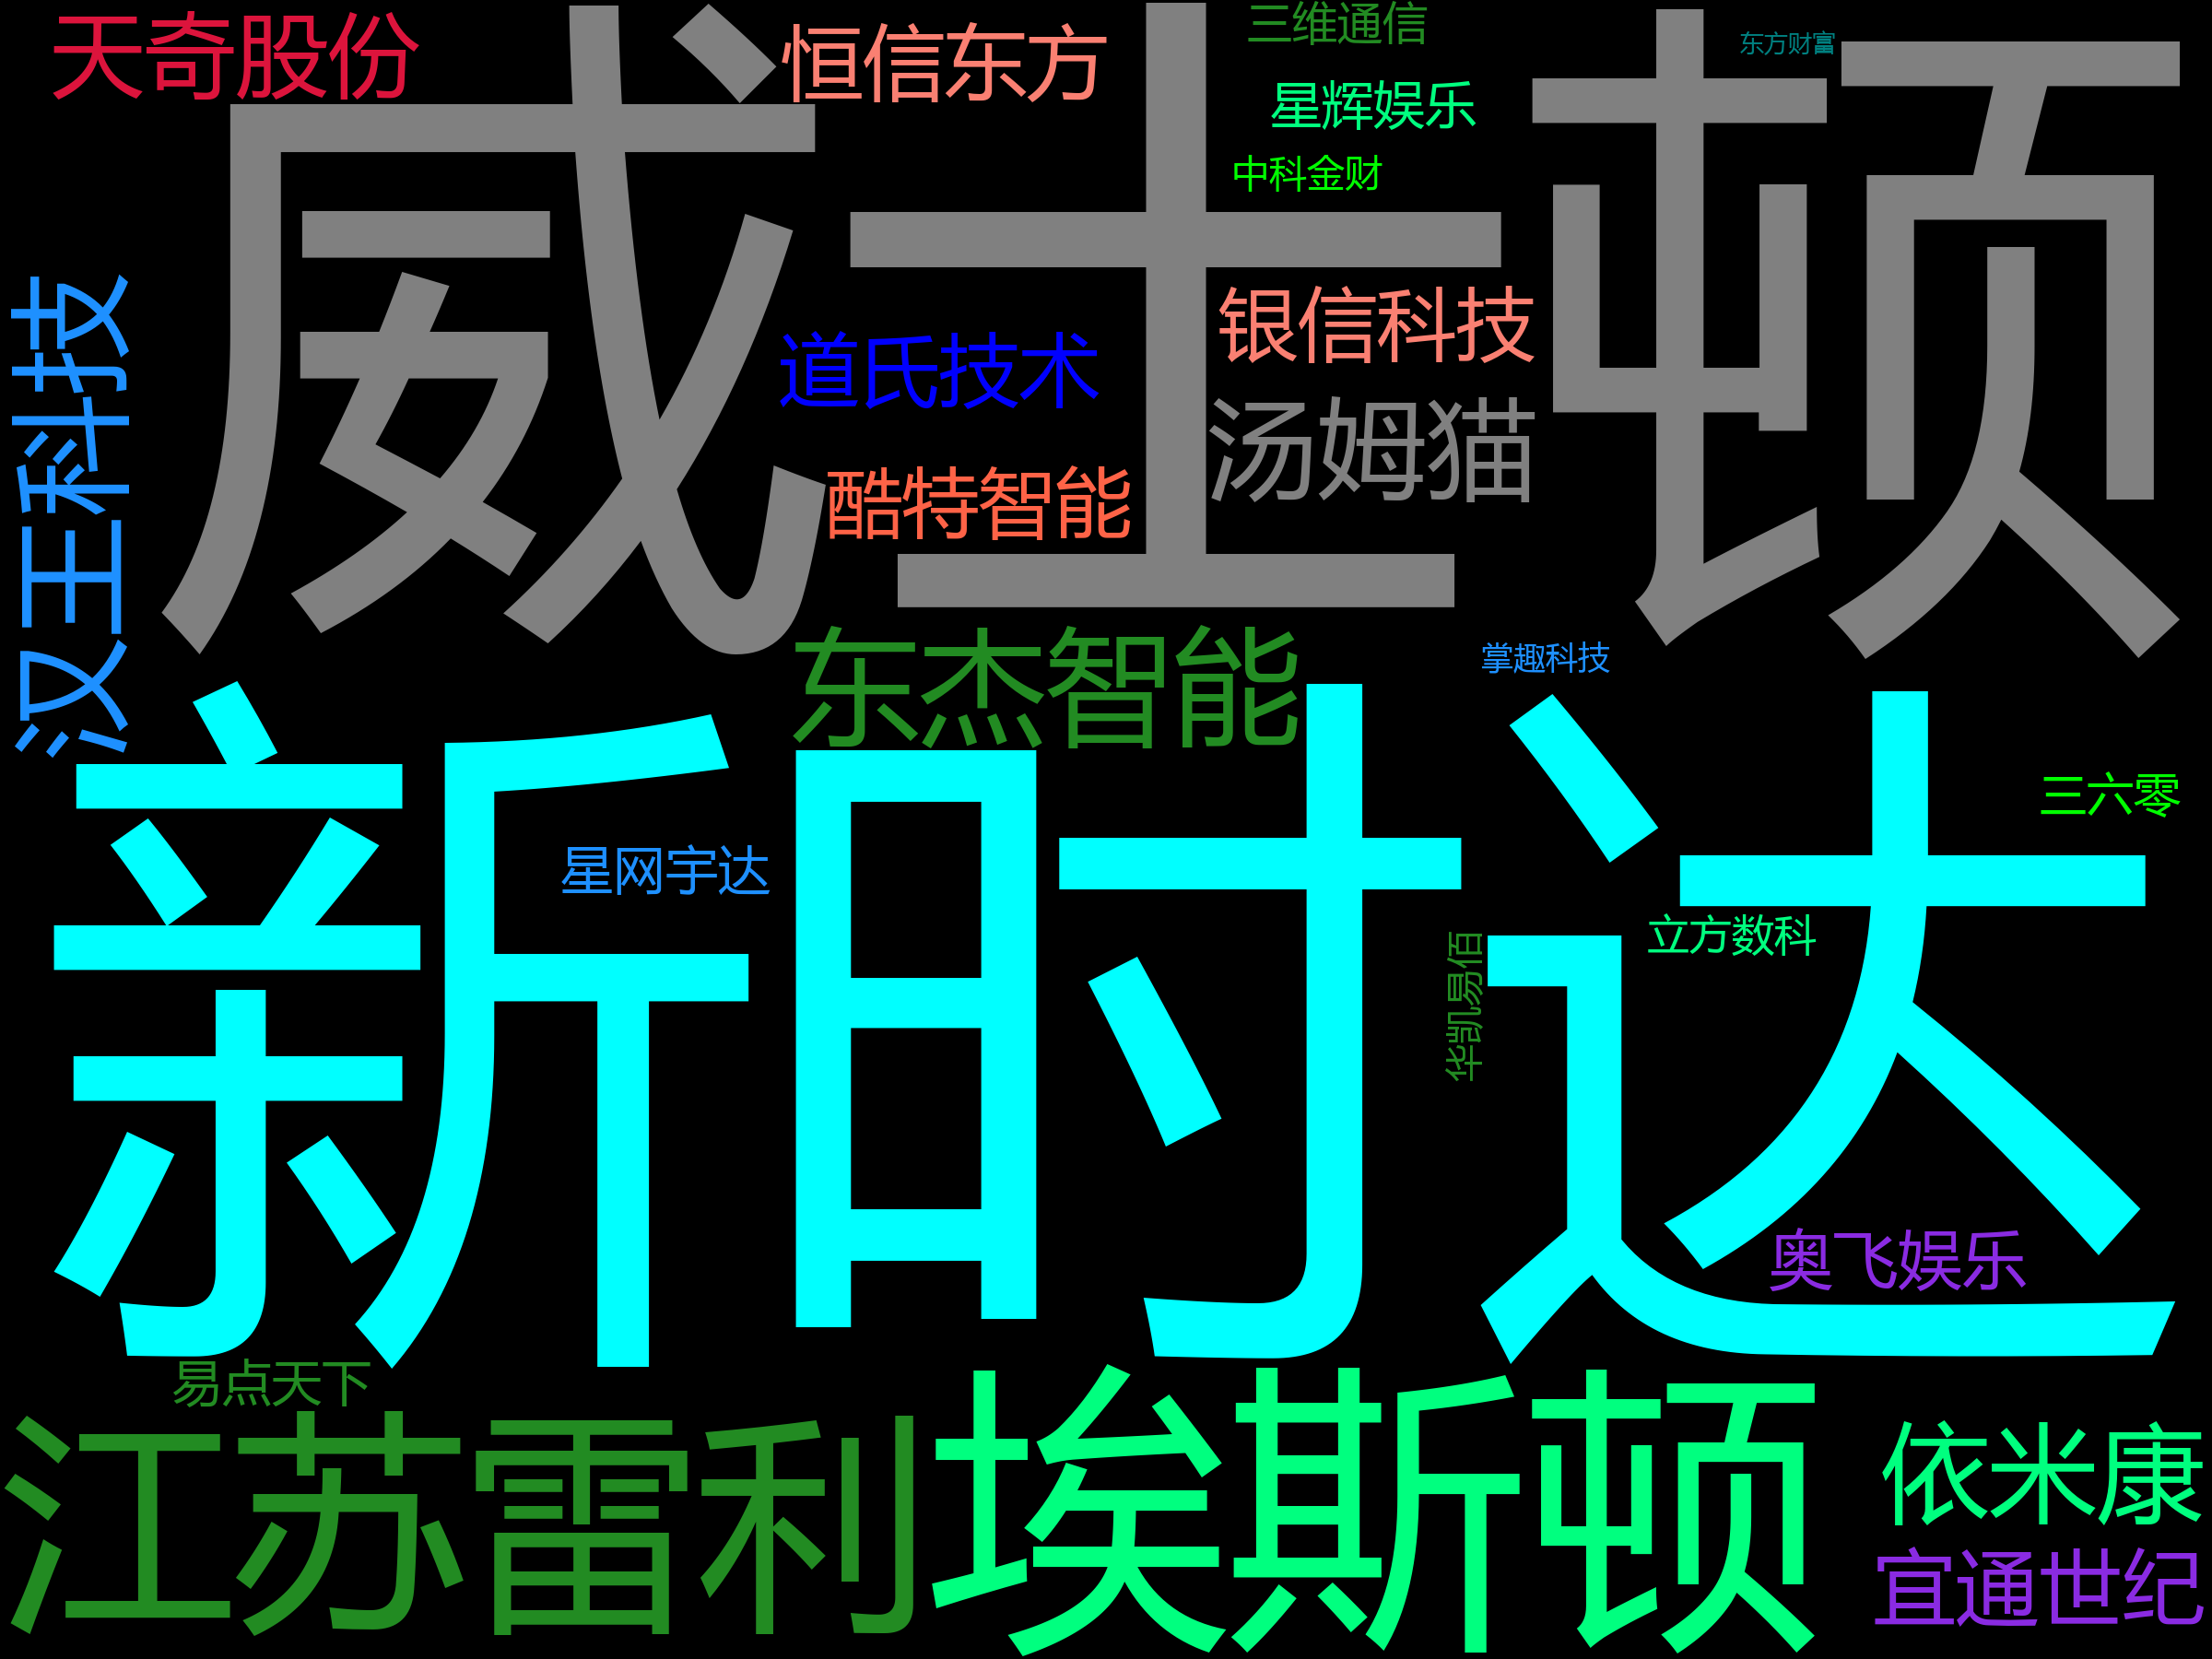 天奇股份
恒信东方
三维通信
东方财富
星辉娱乐
中科金财
威士顿
银信科技
道氏技术
汤姆猫
酷特智能
汉王科技
东杰智能
掌趣科技
新时达
三六零
星网宇达
立方数科
华凯易佰
奥飞娱乐
易点天下
江苏雷利
埃斯顿
依米康
宜通世纪